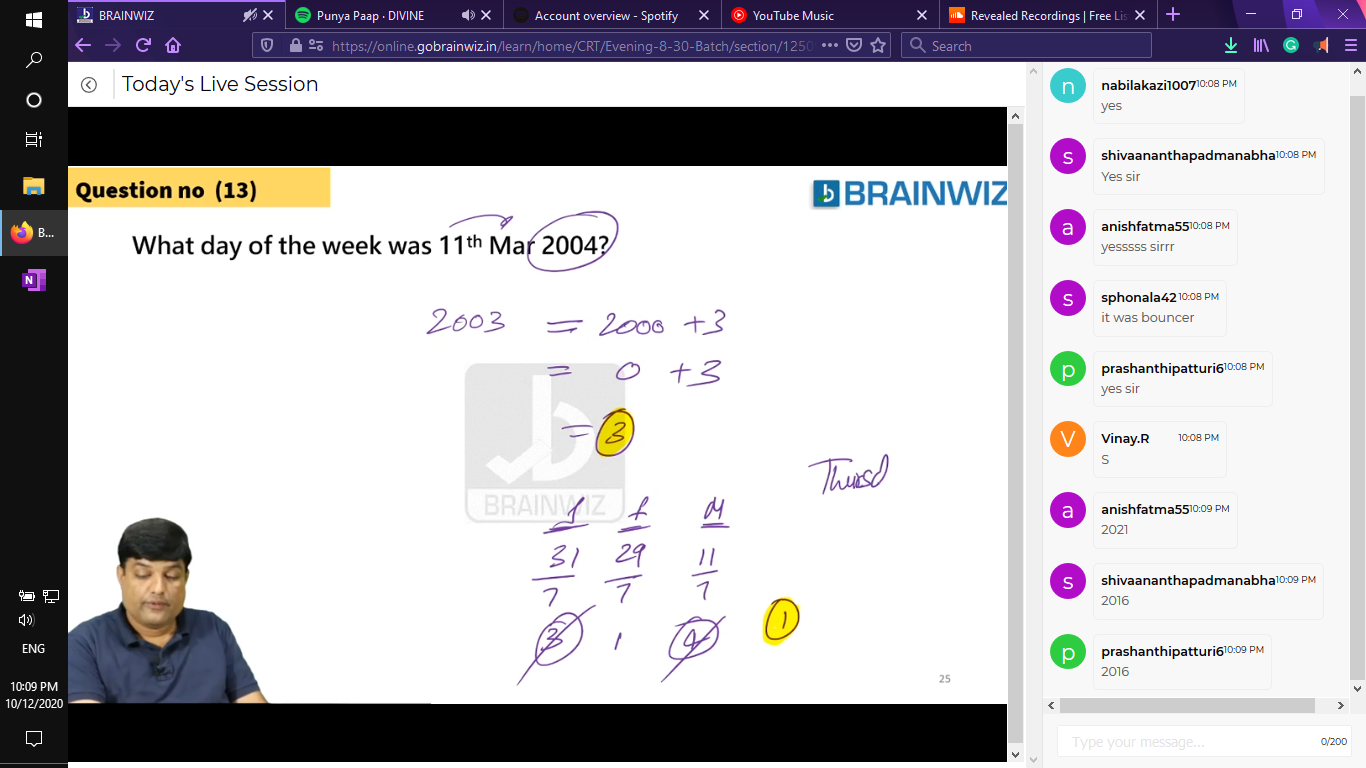 BRAINWIZ
Punya Paap · DIVINE
Account overview - Spotify
YouTube Music
Revealed Recordings | Free Lis
https://online.gobrainwiz.in/learn/home/CRT/Evening-8-30-Batch/section/1250
Search
Today's Live Session
Question no (13)
BRAINWIZ
What day of the week was 11th Mar 2004?
2003 = 2000 + 3
= 0 + 3
= 3
BRAINWIZ
Thursd
J f M
31 29 11
7 7 7
3 1 4
1
25
n
nabilakazi1007 10:08 PM
yes
s
shivaananthapadmanabha 10:08 PM
Yes sir
a
anishfatma55 10:08 PM
yesssss sirrr
s
sphonala42 10:08 PM
it was bouncer
p
prashanthipatturi6 10:08 PM
yes sir
V
Vinay.R 10:08 PM
S
a
anishfatma55 10:09 PM
2021
s
shivaananthapadmanabha 10:09 PM
2016
p
prashanthipatturi6 10:09 PM
2016
Type your message...
0/200
B...
N
ENG
10:09 PM
10/12/2020